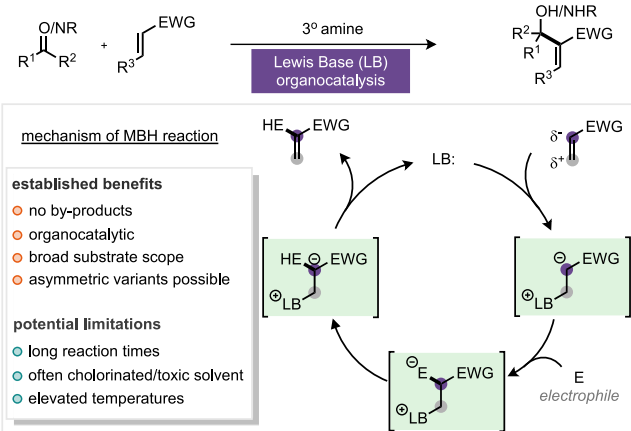 O/NR
R¹ R²
+
EWG
R³
3º amine
Lewis Base (LB)
organocatalysis
OH/NHR
R² EWG
R¹
R³
mechanism of MBH reaction
HE EWG
LB:
δ⁻ EWG
δ⁺
established benefits
no by-products
organocatalytic
broad substrate scope
asymmetric variants possible
potential limitations
long reaction times
often cholorinated/toxic solvent
elevated temperatures
⊖
HE EWG
⊕
LB
⊖
EWG
⊕
LB
⊖
E EWG
⊕
LB
E
electrophile